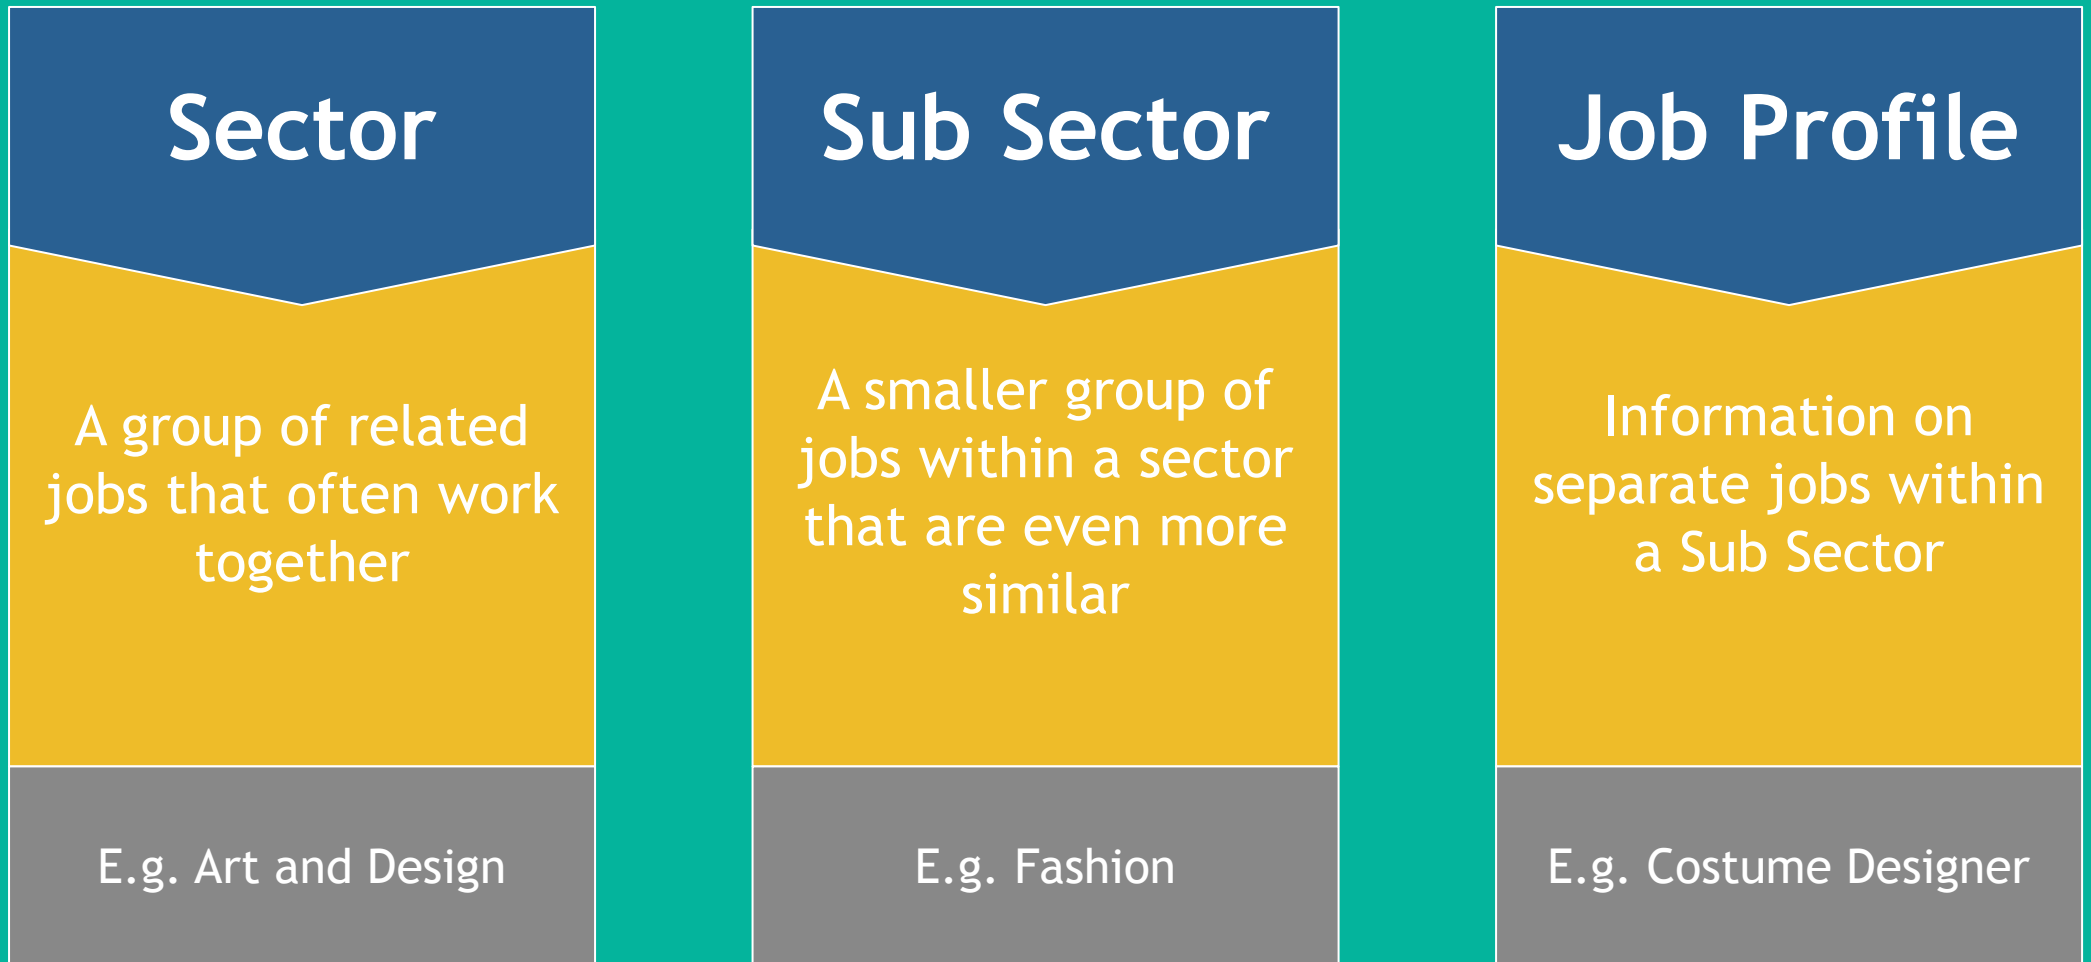 Sector
A group of related
jobs that often work
together
E.g. Art and Design
Sub Sector
A smaller group of
jobs within a sector
that are even more
similar
E.g. Fashion
Job Profile
Information on
separate jobs within
a Sub Sector
E.g. Costume Designer